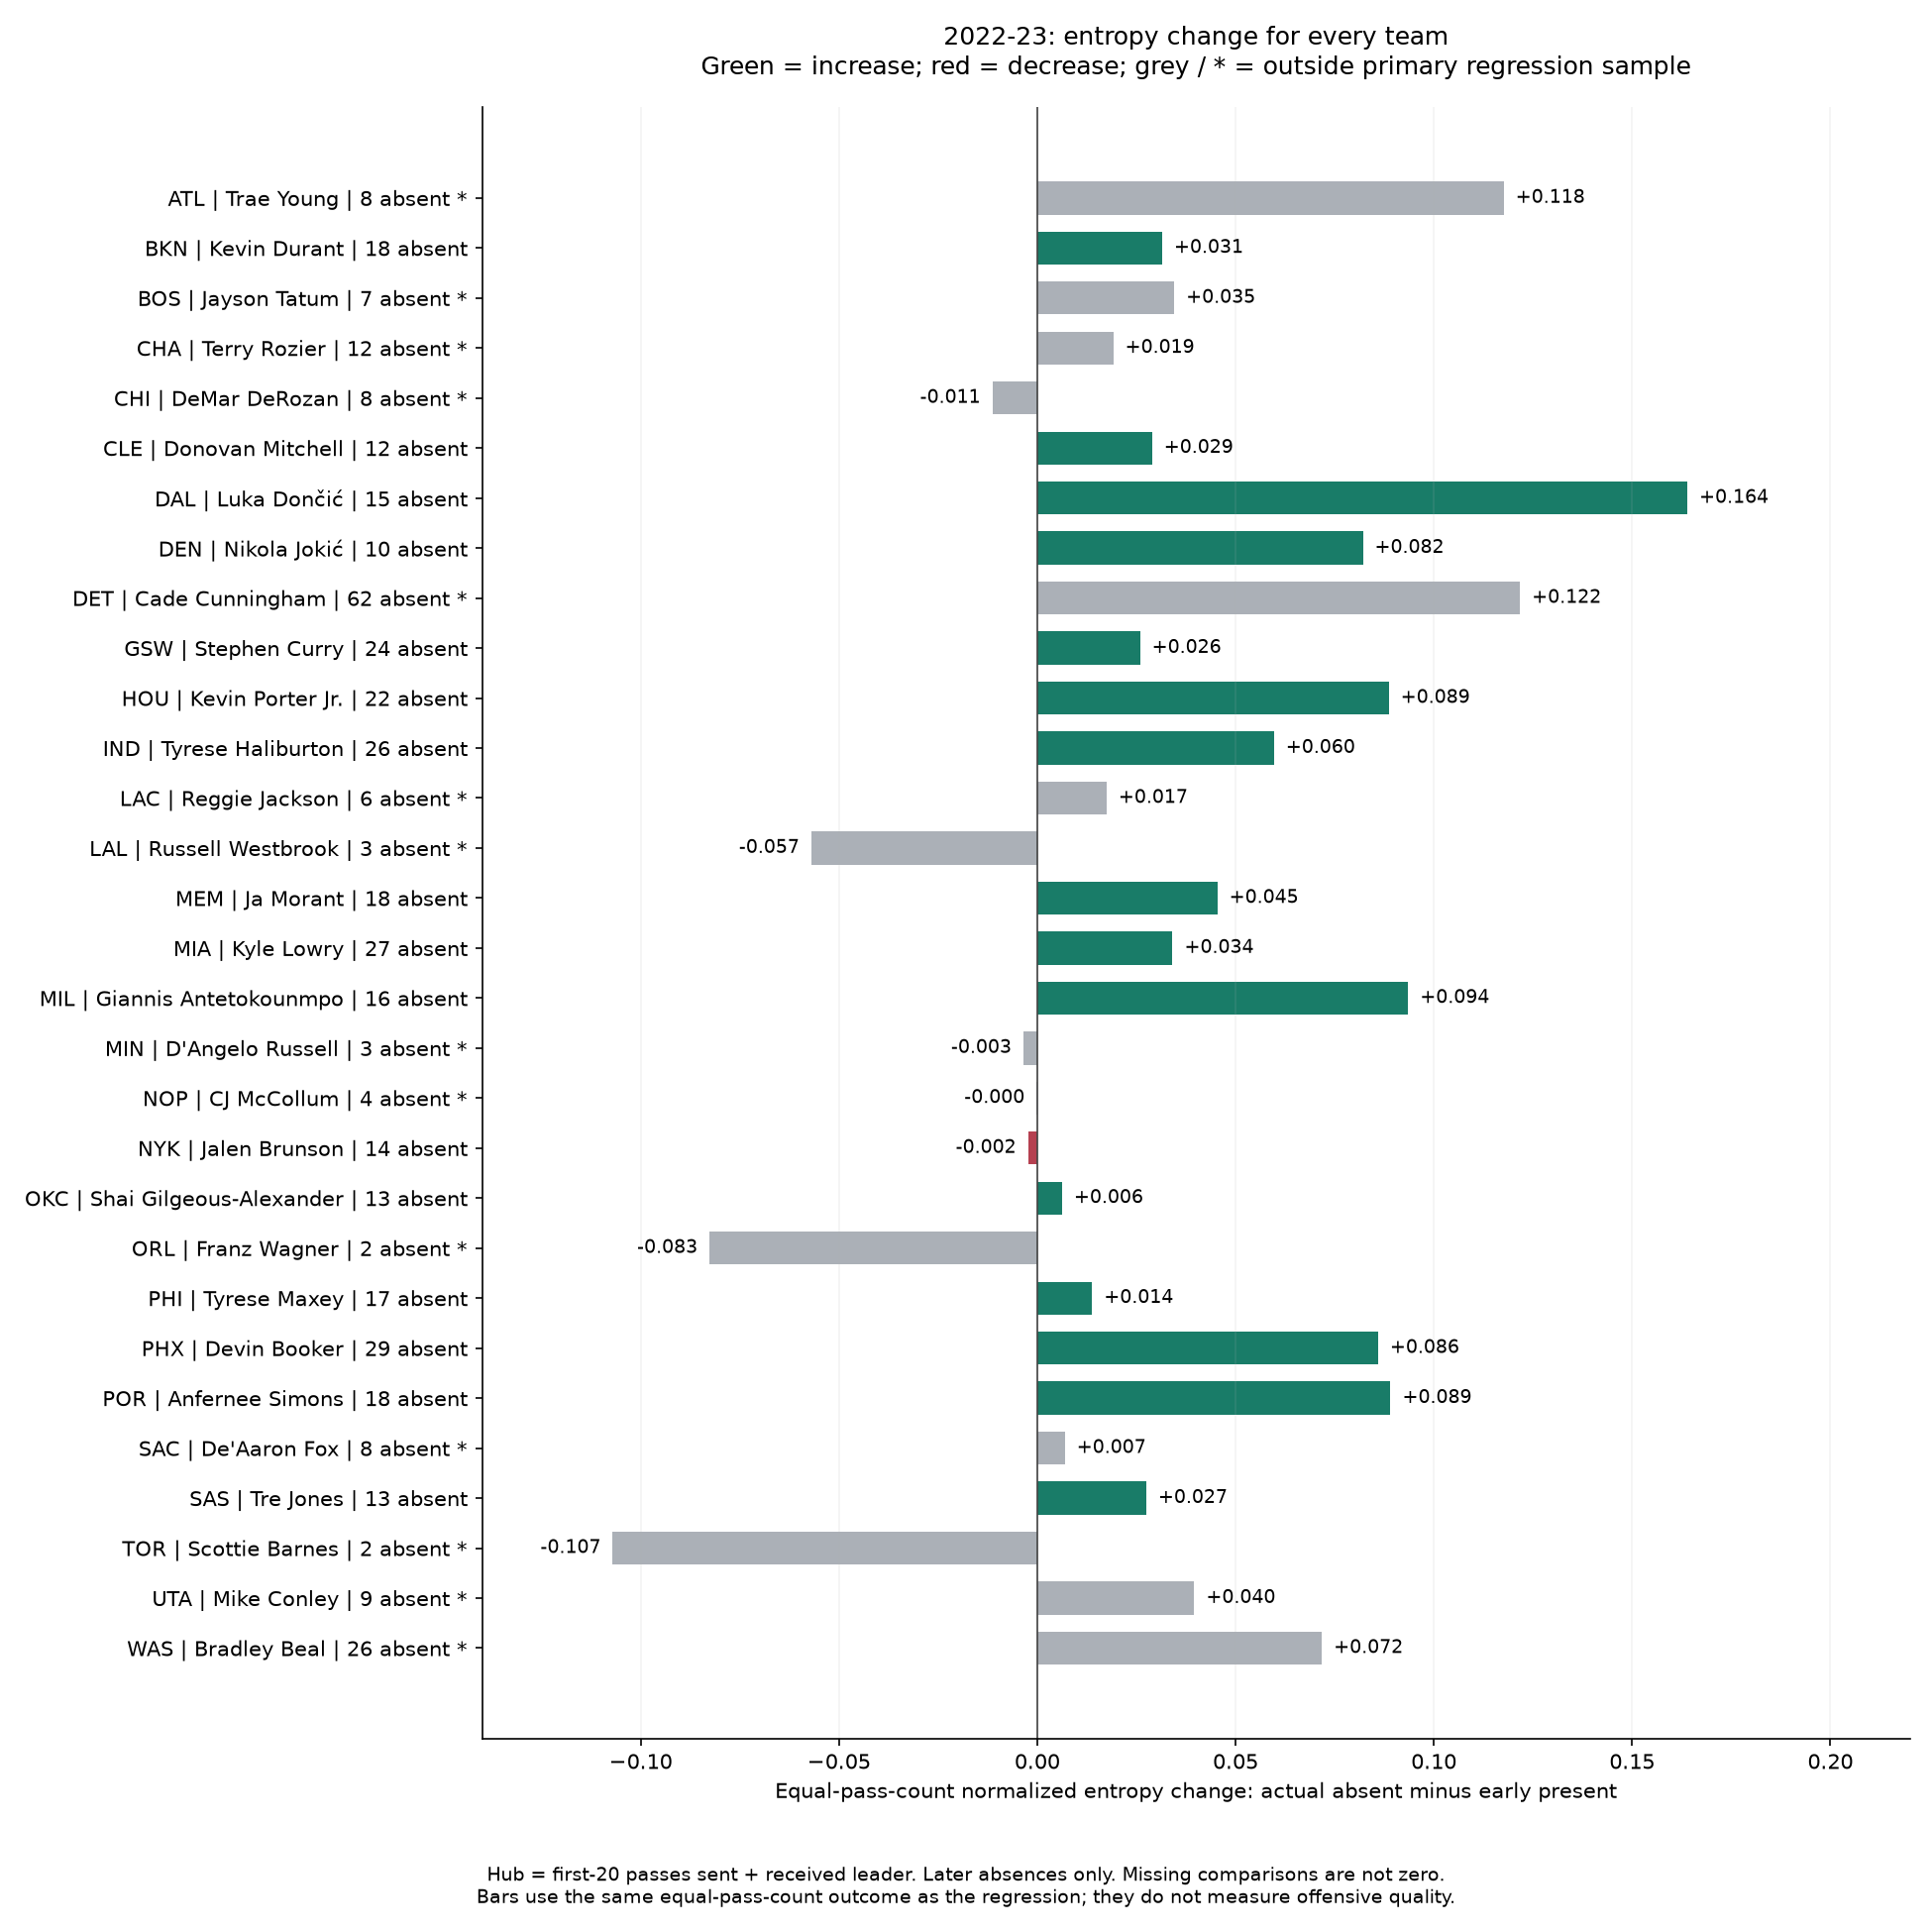 2022-23: entropy change for every team
Green = increase; red = decrease; grey / * = outside primary regression sample
ATL | Trae Young | 8 absent * +0.118
BKN | Kevin Durant | 18 absent +0.031
BOS | Jayson Tatum | 7 absent * +0.035
CHA | Terry Rozier | 12 absent * +0.019
CHI | DeMar DeRozan | 8 absent * -0.011
CLE | Donovan Mitchell | 12 absent +0.029
DAL | Luka Dončić | 15 absent +0.164
DEN | Nikola Jokić | 10 absent +0.082
DET | Cade Cunningham | 62 absent * +0.122
GSW | Stephen Curry | 24 absent +0.026
HOU | Kevin Porter Jr. | 22 absent +0.089
IND | Tyrese Haliburton | 26 absent +0.060
LAC | Reggie Jackson | 6 absent * +0.017
LAL | Russell Westbrook | 3 absent * -0.057
MEM | Ja Morant | 18 absent +0.045
MIA | Kyle Lowry | 27 absent +0.034
MIL | Giannis Antetokounmpo | 16 absent +0.094
MIN | D'Angelo Russell | 3 absent * -0.003
NOP | CJ McCollum | 4 absent * -0.000
NYK | Jalen Brunson | 14 absent -0.002
OKC | Shai Gilgeous-Alexander | 13 absent +0.006
ORL | Franz Wagner | 2 absent * -0.083
PHI | Tyrese Maxey | 17 absent +0.014
PHX | Devin Booker | 29 absent +0.086
POR | Anfernee Simons | 18 absent +0.089
SAC | De'Aaron Fox | 8 absent * +0.007
SAS | Tre Jones | 13 absent +0.027
TOR | Scottie Barnes | 2 absent * -0.107
UTA | Mike Conley | 9 absent * +0.040
WAS | Bradley Beal | 26 absent * +0.072
−0.10 −0.05 0.00 0.05 0.10 0.15 0.20
Equal-pass-count normalized entropy change: actual absent minus early present
Hub = first-20 passes sent + received leader. Later absences only. Missing comparisons are not zero.
Bars use the same equal-pass-count outcome as the regression; they do not measure offensive quality.